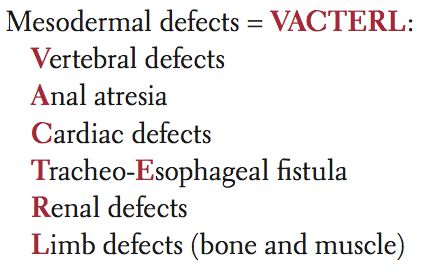 Mesodermal defects = VACTERL:
Vertebral defects
Anal atresia
Cardiac defects
Tracheo-Esophageal fistula
Renal defects
Limb defects (bone and muscle)